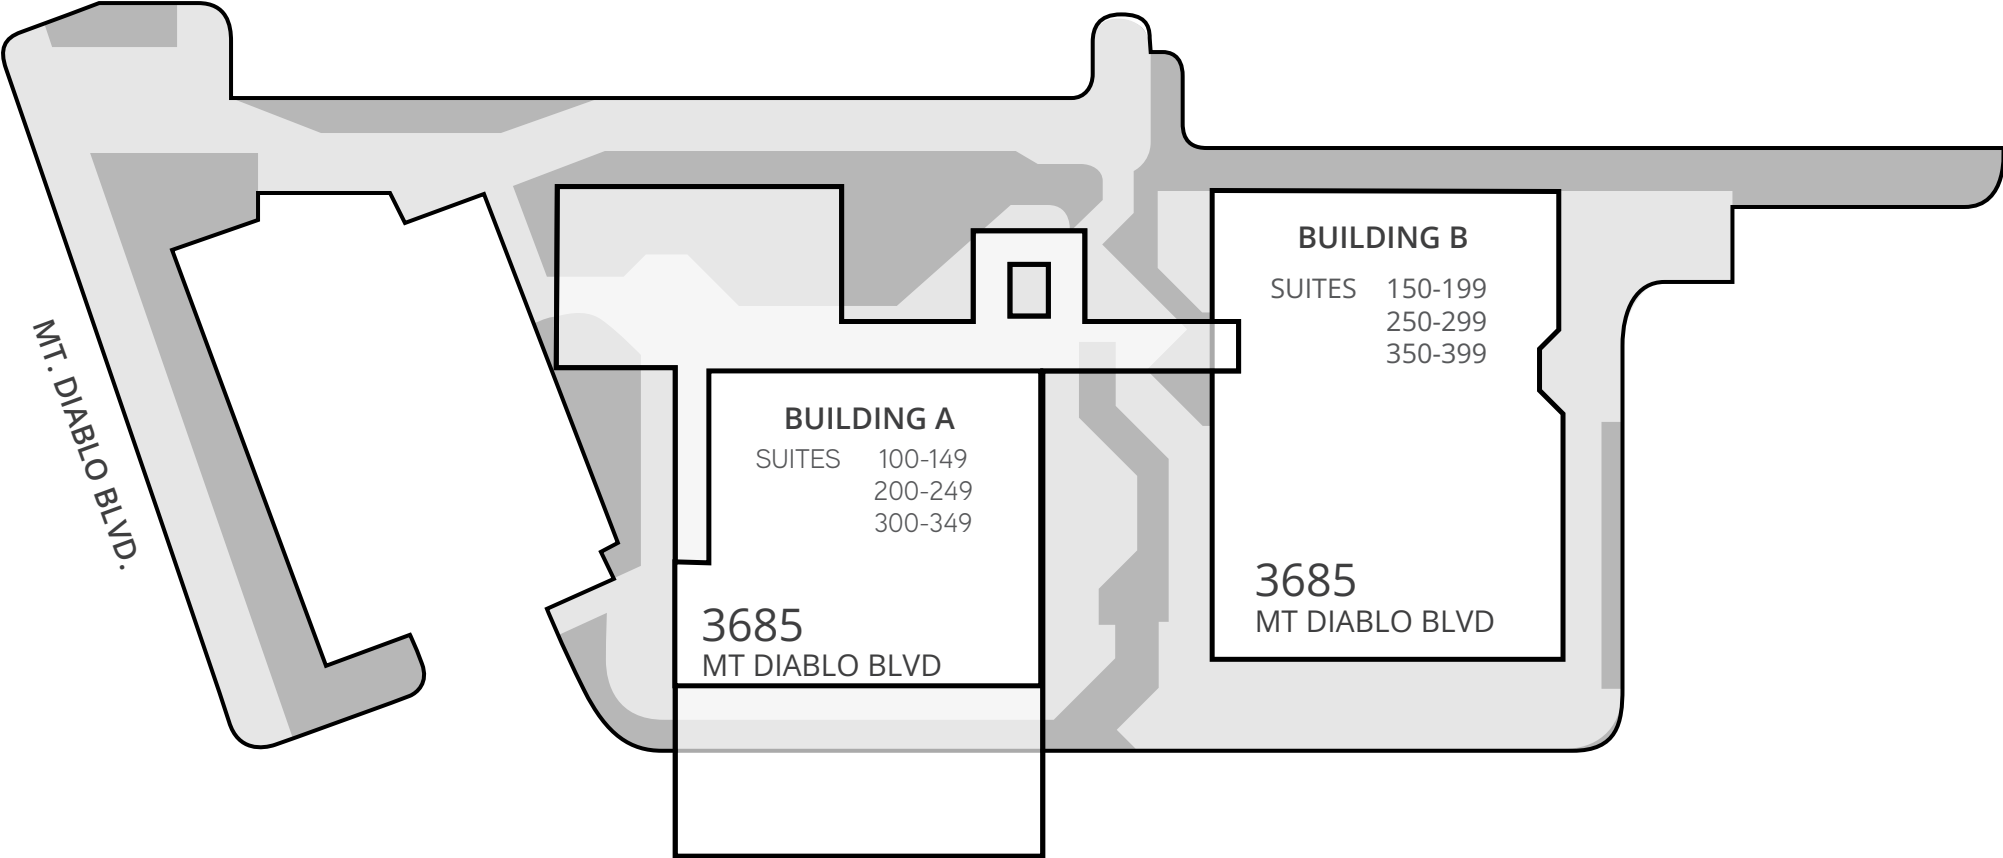 MT. DIABLO BLVD.
BUILDING A
SUITES 100-149
200-249
300-349
3685
MT DIABLO BLVD
BUILDING B
SUITES 150-199
250-299
350-399
3685
MT DIABLO BLVD